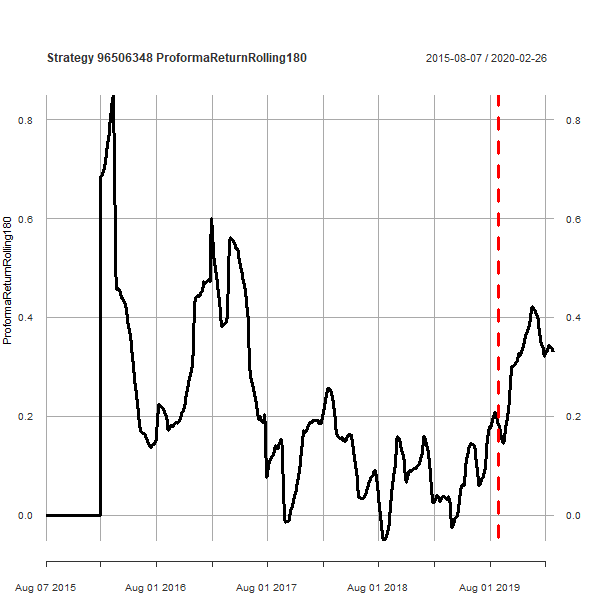 Strategy 96506348 ProformaReturnRolling180
2015-08-07 / 2020-02-26
ProformaReturnRolling180
0.8
0.6
0.4
0.2
0.0
0.8
0.6
0.4
0.2
0.0
Aug 07 2015
Aug 01 2016
Aug 01 2017
Aug 01 2018
Aug 01 2019